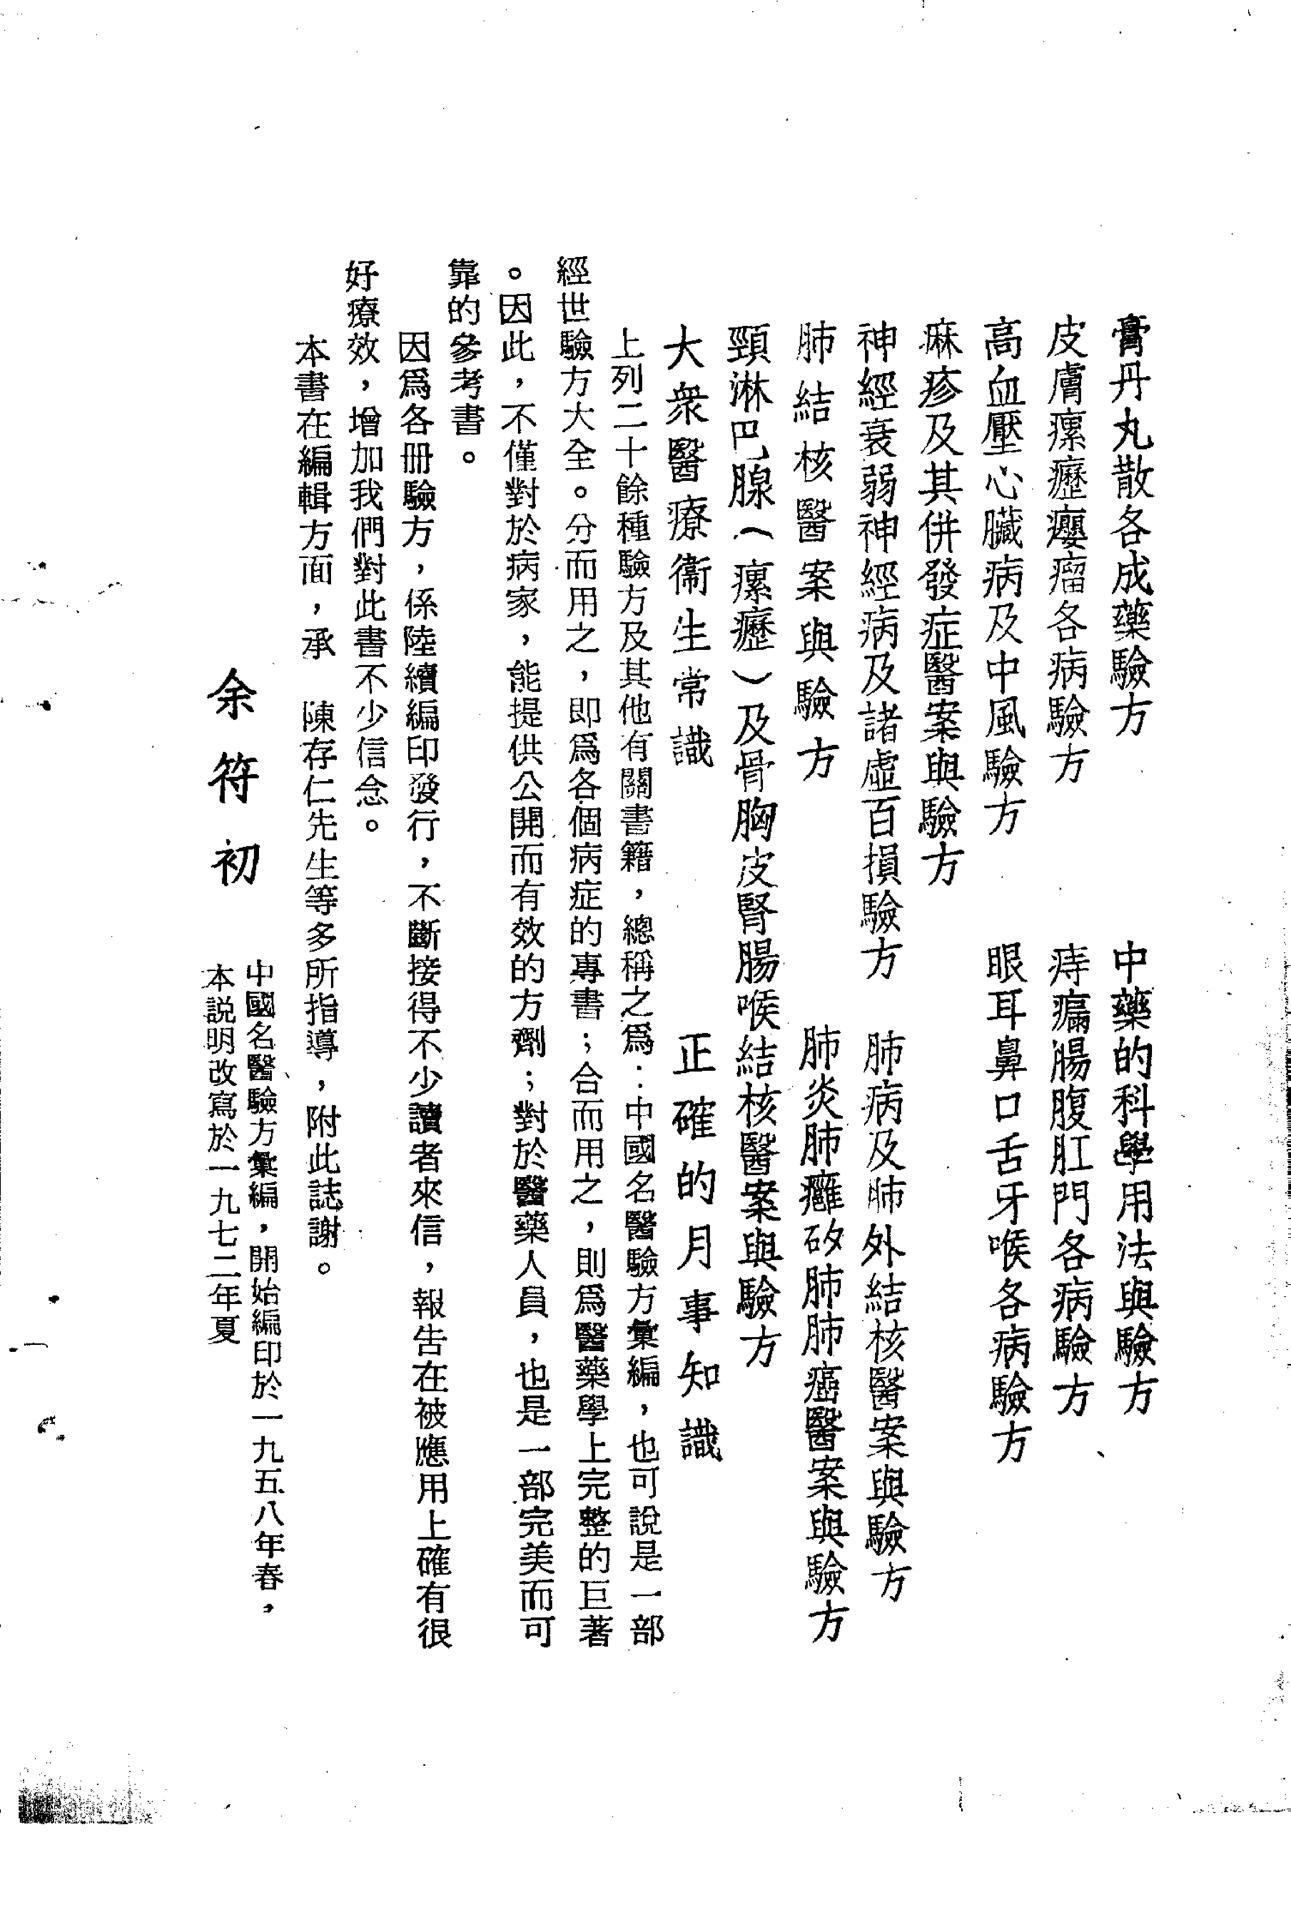 膏丹丸散各成藥驗方　中藥的科學用法與驗方
皮膚瘰癧癭瘤各病驗方　痔瘺腸腹肛門各病驗方
高血壓心臟病及中風驗方　眼耳鼻口舌牙喉各病驗方
麻疹及其併發症醫案與驗方
神經衰弱神經病及諸虛百損驗方　肺病及肺外結核醫案與驗方
肺結核醫案與驗方　肺炎肺癰矽肺肺癌醫案與驗方
頸淋巴腺（瘰癧）及骨胸皮腎腸喉結核醫案與驗方
大衆醫療衞生常識　正確的月事知識
上列二十餘種驗方及其他有關書籍，總稱之爲：中國名醫驗方彙編，也可說是一部
經世驗方大全。分而用之，即爲各個病症的專書；合而用之，則爲醫藥學上完整的巨著
。因此，不僅對於病家，能提供公開而有效的方劑；對於醫藥人員，也是一部完美而可
靠的參考書。
因爲各冊驗方，係陸續編印發行，不斷接得不少讀者來信，報告在被應用上確有很
好療效，增加我們對此書不少信念。
本書在編輯方面，承　陳存仁先生等多所指導，附此誌謝。
余符初
中國名醫驗方彙編，開始編印於一九五八年春，
本説明改寫於一九七二年夏